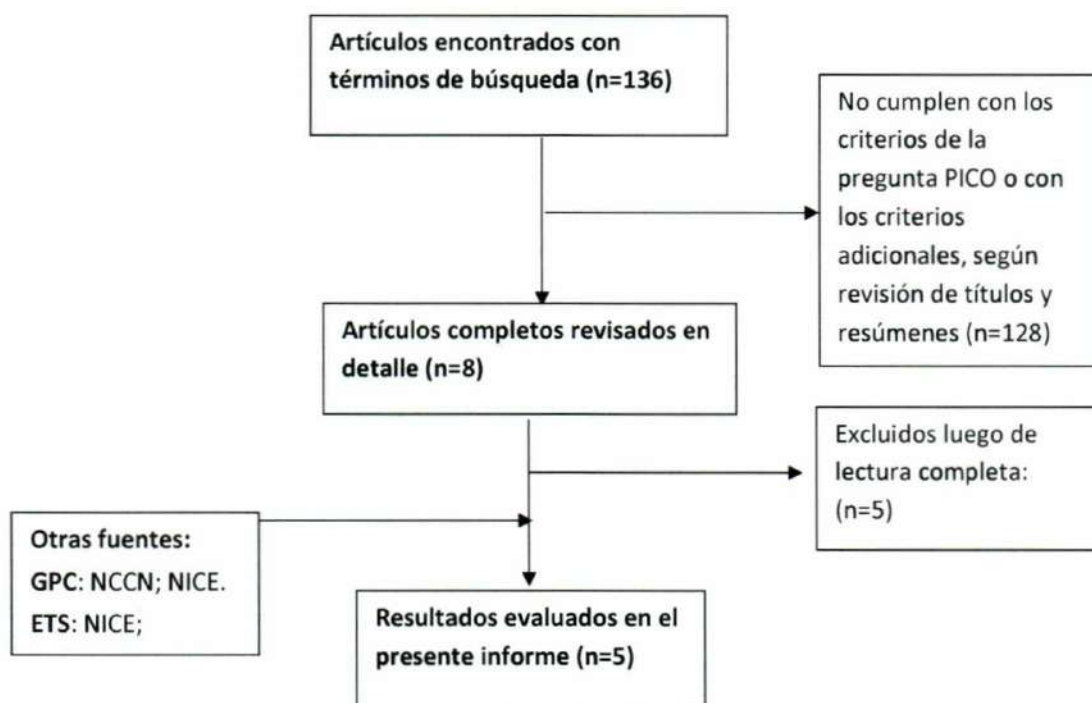 Artículos encontrados con
términos de búsqueda (n=136)
No cumplen con los
criterios de la
pregunta PICO o con
los criterios
adicionales, según
revisión de títulos y
resúmenes (n=128)
Artículos completos revisados en
detalle (n=8)
Excluidos luego de
lectura completa:
(n=5)
Otras fuentes:
GPC: NCCN; NICE.
ETS: NICE;
Resultados evaluados en el
presente informe (n=5)